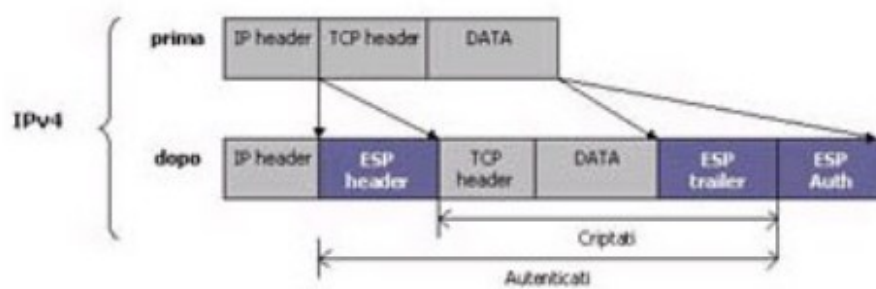 prima
IP header
TCP header
DATA
IPv4
dopo
IP header
ESP
header
TCP
header
DATA
ESP
trailer
ESP
Auth
Criptati
Autenticati